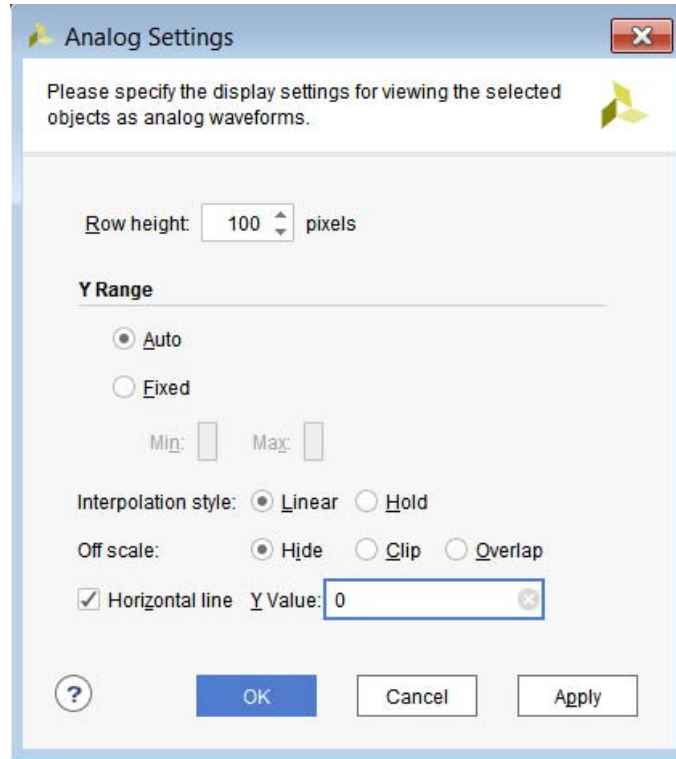 Analog Settings
Please specify the display settings for viewing the selected
objects as analog waveforms.
Row height: 100 pixels
Y Range
Auto
Fixed
Min: Max:
Interpolation style: Linear Hold
Off scale: Hide Clip Overlap
Horizontal line Y Value: 0
? OK Cancel Apply